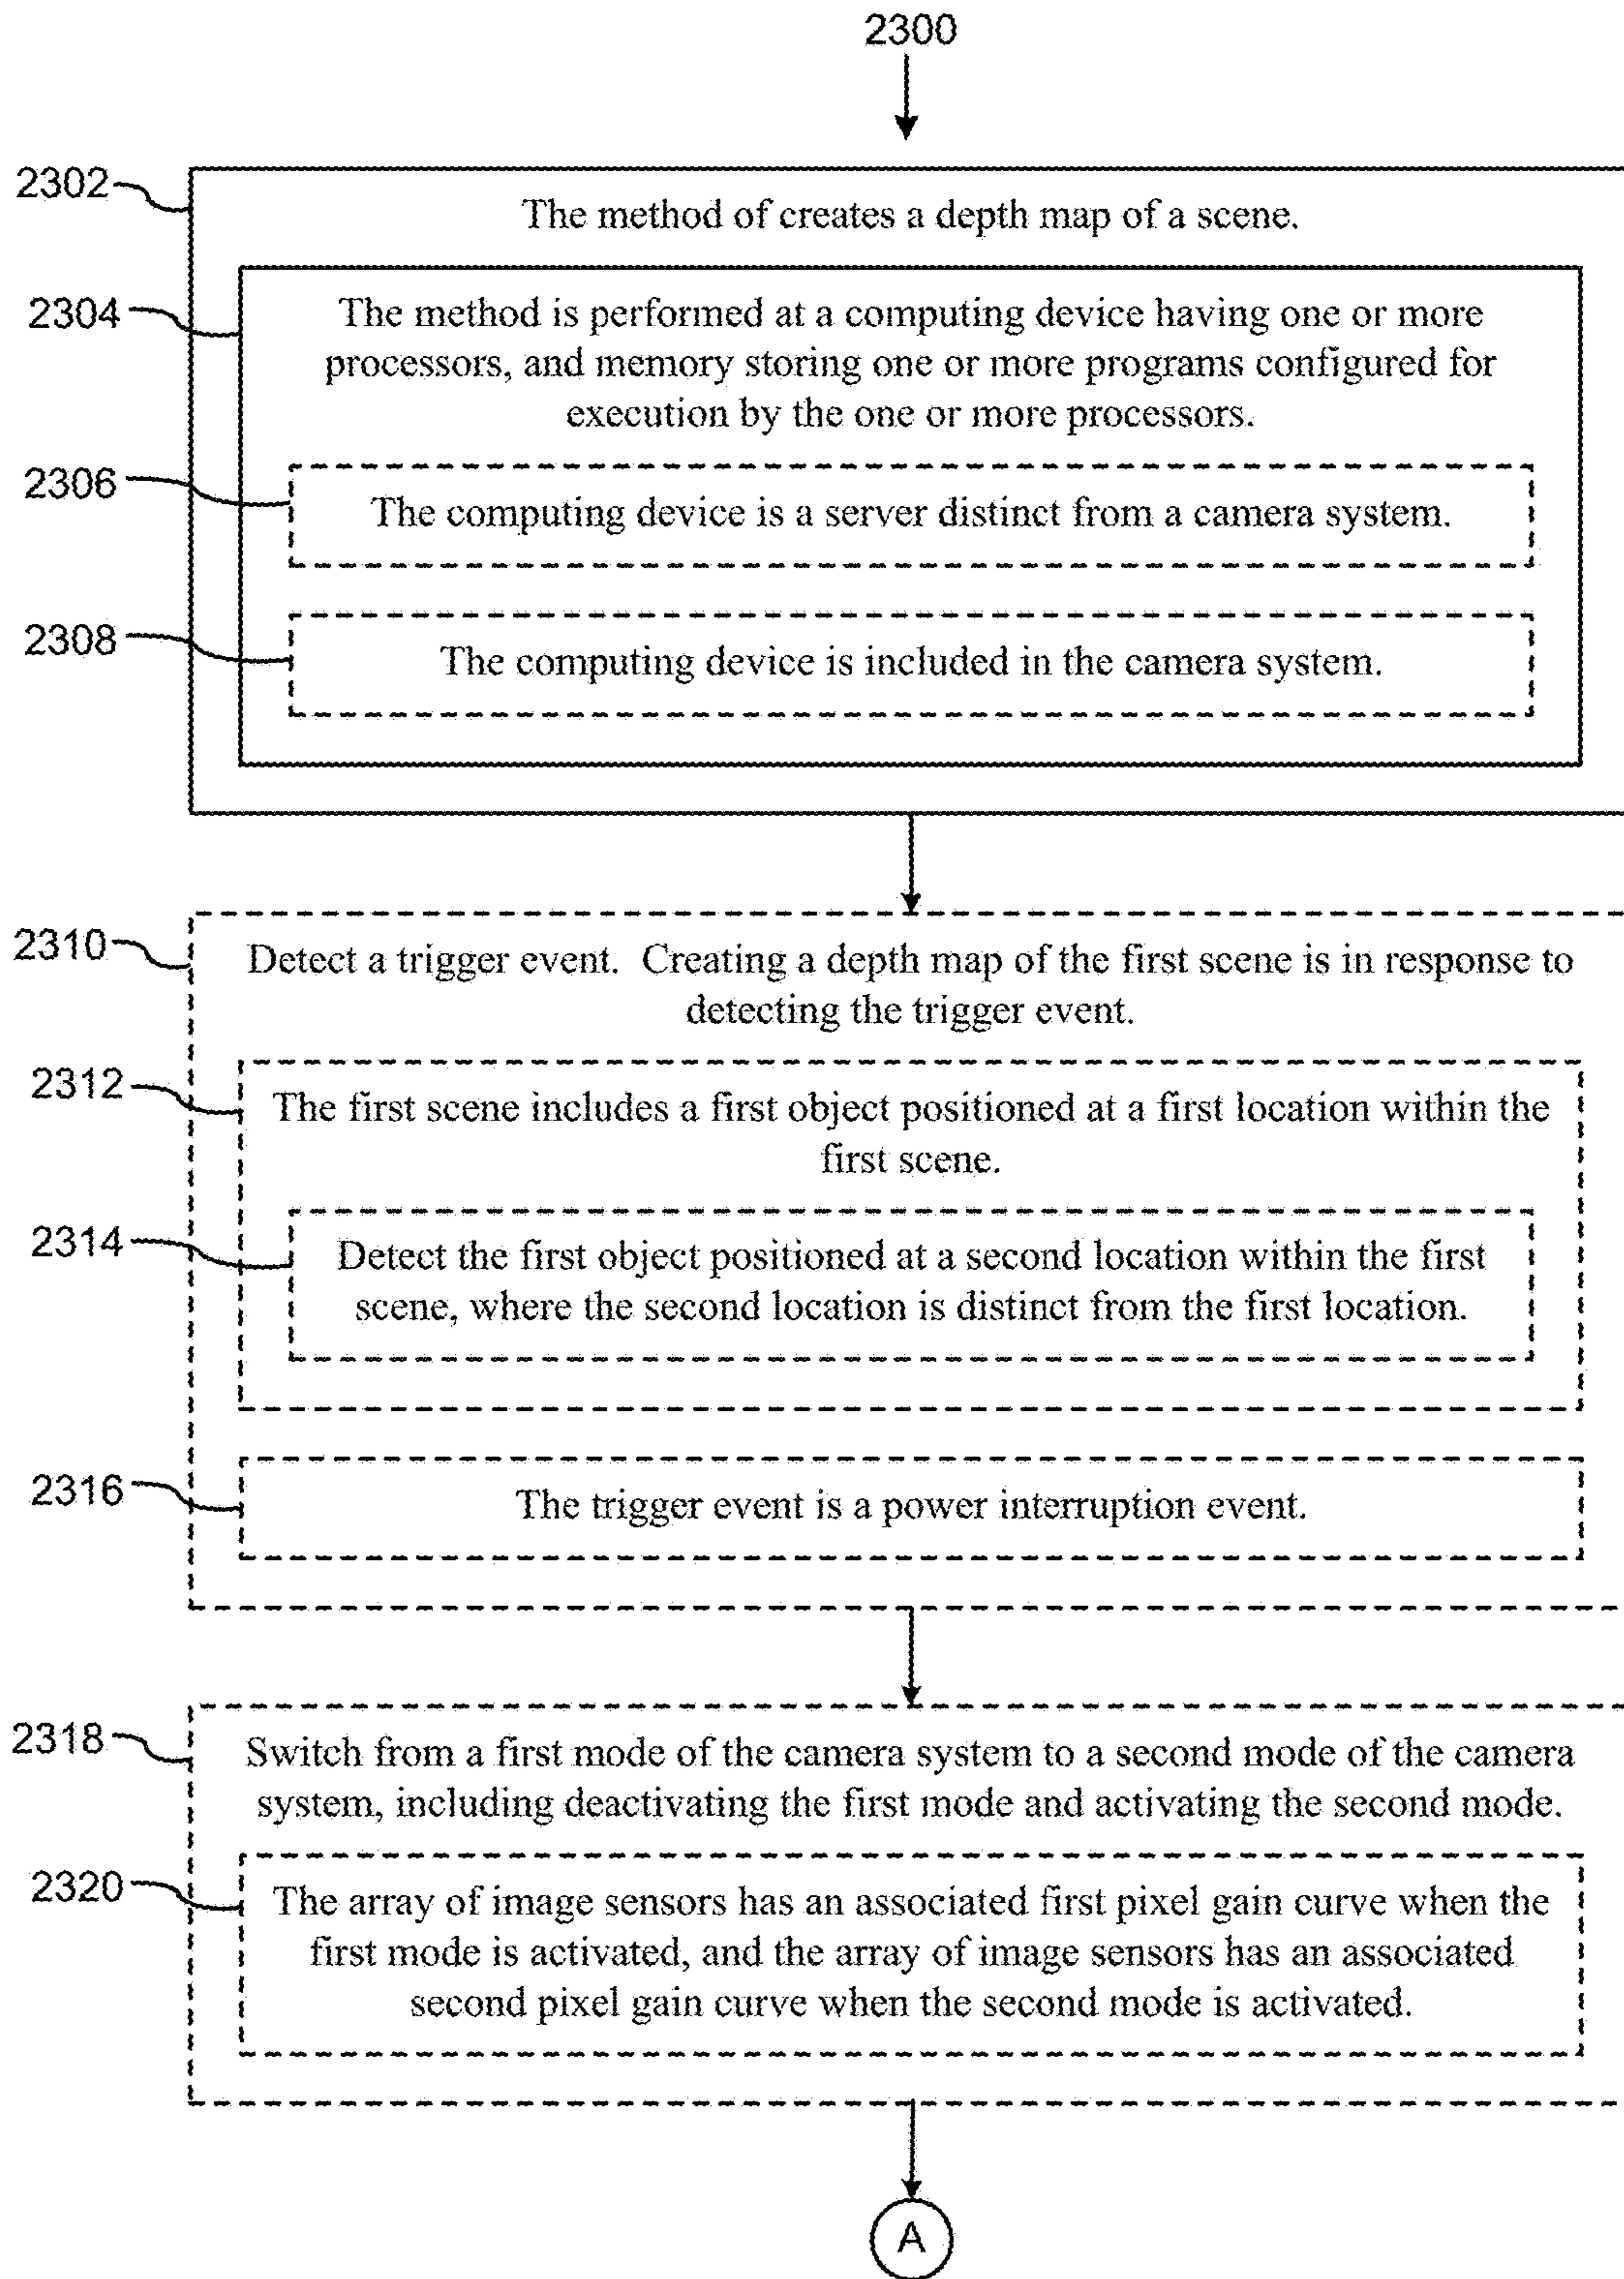 2300
2302
The method of creates a depth map of a scene.
2304
The method is performed at a computing device having one or more
processors, and memory storing one or more programs configured for
execution by the one or more processors.
2306
The computing device is a server distinct from a camera system.
2308
The computing device is included in the camera system.
2310
Detect a trigger event. Creating a depth map of the first scene is in response to
detecting the trigger event.
2312
The first scene includes a first object positioned at a first location within the
first scene.
2314
Detect the first object positioned at a second location within the first
scene, where the second location is distinct from the first location.
2316
The trigger event is a power interruption event.
2318
Switch from a first mode of the camera system to a second mode of the camera
system, including deactivating the first mode and activating the second mode.
2320
The array of image sensors has an associated first pixel gain curve when the
first mode is activated, and the array of image sensors has an associated
second pixel gain curve when the second mode is activated.
A